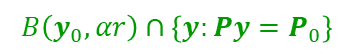 B(𝒚₀, αr) ∩ {𝒚: 𝑷𝒚 = 𝑷₀}